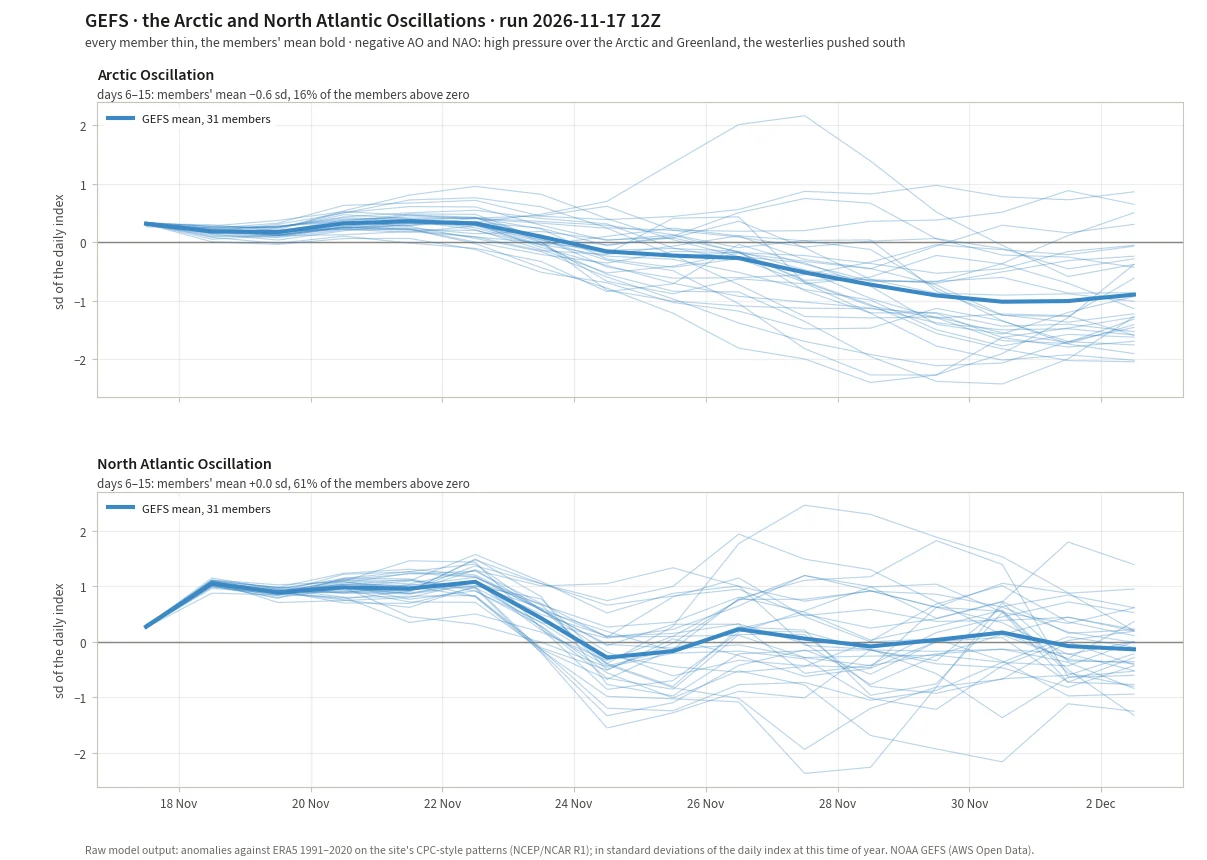 GEFS · the Arctic and North Atlantic Oscillations · run 2026-11-17 12Z
every member thin, the members' mean bold · negative AO and NAO: high pressure over the Arctic and Greenland, the westerlies pushed south
Arctic Oscillation
days 6–15: members' mean −0.6 sd, 16% of the members above zero
GEFS mean, 31 members
sd of the daily index
2
1
0
−1
−2
North Atlantic Oscillation
days 6–15: members' mean +0.0 sd, 61% of the members above zero
GEFS mean, 31 members
sd of the daily index
2
1
0
−1
−2
18 Nov 20 Nov 22 Nov 24 Nov 26 Nov 28 Nov 30 Nov 2 Dec
Raw model output: anomalies against ERA5 1991–2020 on the site's CPC-style patterns (NCEP/NCAR R1); in standard deviations of the daily index at this time of year. NOAA GEFS (AWS Open Data).